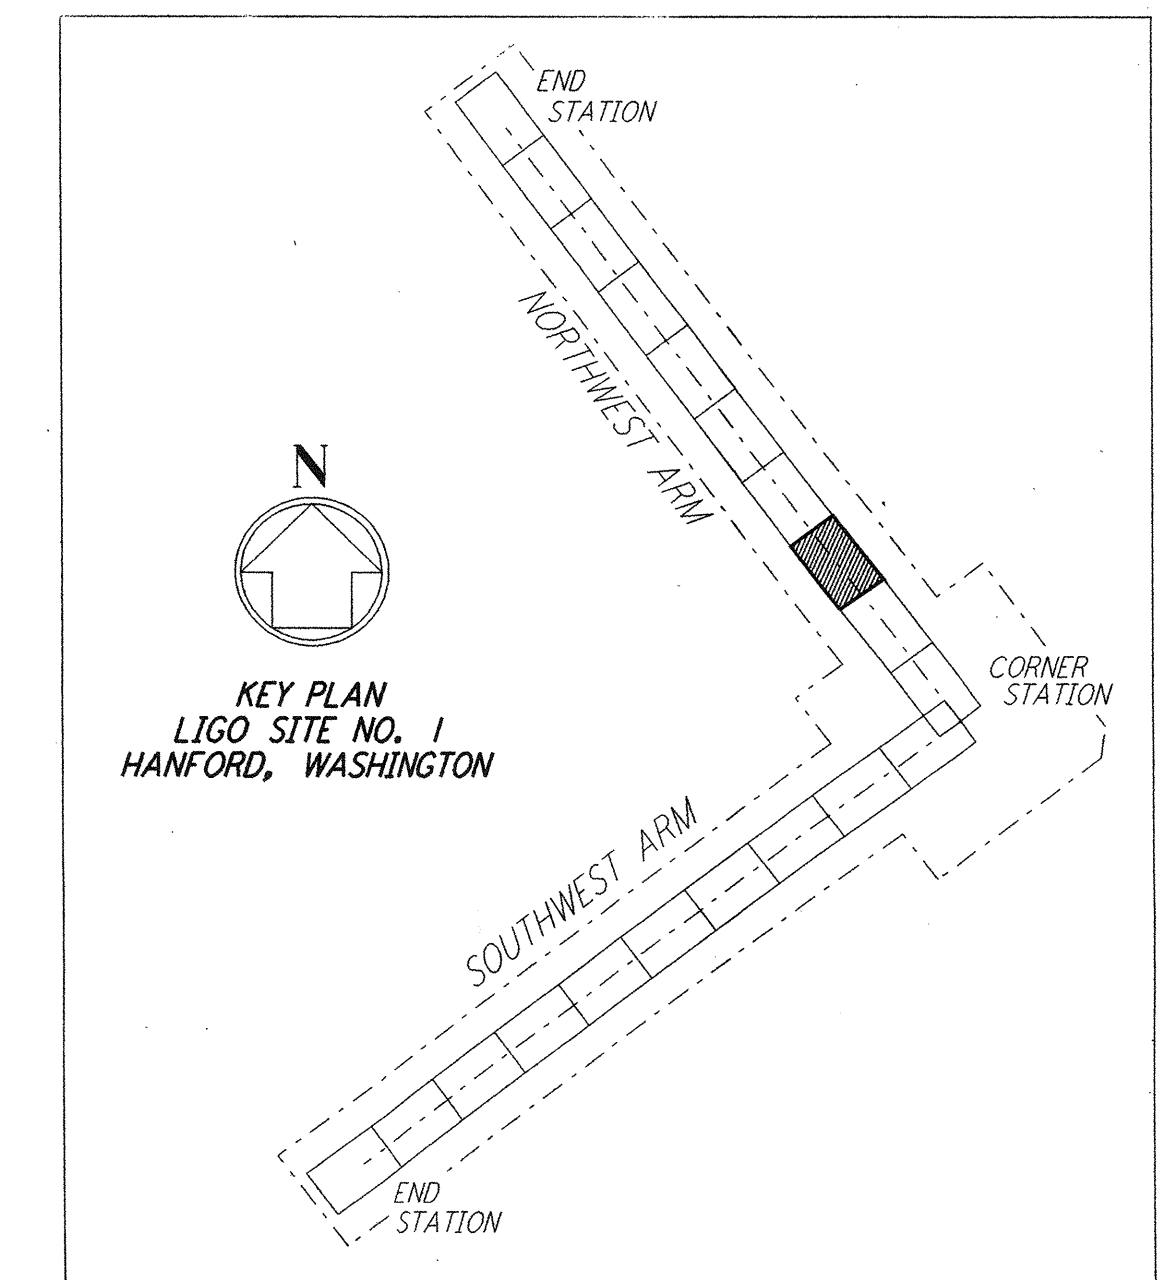 END
STATION
NORTHWEST ARM
N
CORNER
STATION
KEY PLAN
LIGO SITE NO. 1
HANFORD, WASHINGTON
SOUTHWEST ARM
END
STATION